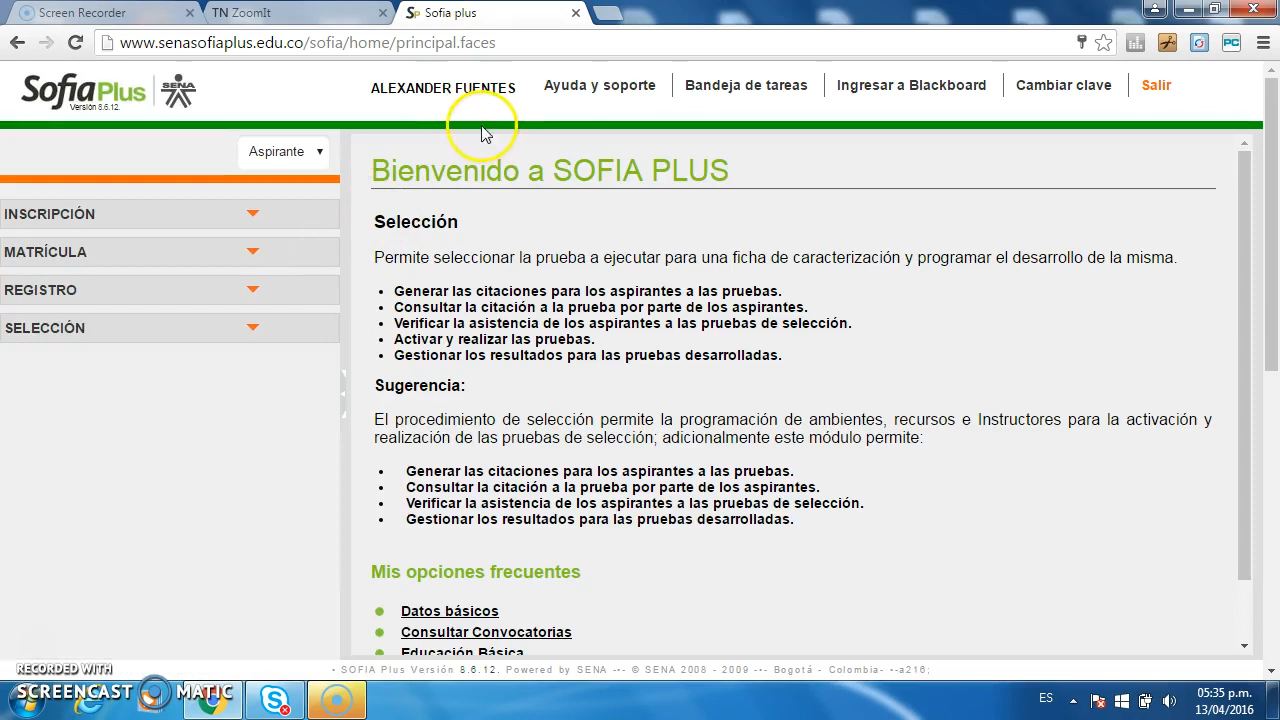 Screen Recorder
TN ZoomIt
Sp Sofia plus
www.senasofiaplus.edu.co/sofia/home/principal.faces
PC
SofiaPlus
Versión 8.6.12.
SENA
ALEXANDER FUENTES
Ayuda y soporte
Bandeja de tareas
Ingresar a Blackboard
Cambiar clave
Salir
Aspirante
INSCRIPCIÓN
MATRÍCULA
REGISTRO
SELECCIÓN
Bienvenido a SOFIA PLUS
Selección
Permite seleccionar la prueba a ejecutar para una ficha de caracterización y programar el desarrollo de la misma.
• Generar las citaciones para los aspirantes a las pruebas.
• Consultar la citación a la prueba por parte de los aspirantes.
• Verificar la asistencia de los aspirantes a las pruebas de selección.
• Activar y realizar las pruebas.
• Gestionar los resultados para las pruebas desarrolladas.
Sugerencia:
El procedimiento de selección permite la programación de ambientes, recursos e Instructores para la activación y
realización de las pruebas de selección; adicionalmente este módulo permite:
• Generar las citaciones para los aspirantes a las pruebas.
• Consultar la citación a la prueba por parte de los aspirantes.
• Verificar la asistencia de los aspirantes a las pruebas de selección.
• Gestionar los resultados para las pruebas desarrolladas.
Mis opciones frecuentes
Datos básicos
Consultar Convocatorias
Educación Básica
• SOFIA Plus Versión 8.6.12. Powered by SENA --- © SENA 2008 - 2009 --- Bogotá - Colombia- --a216;
RECORDED WITH
SCREENCAST MATIC
ES
05:35 p.m.
13/04/2016